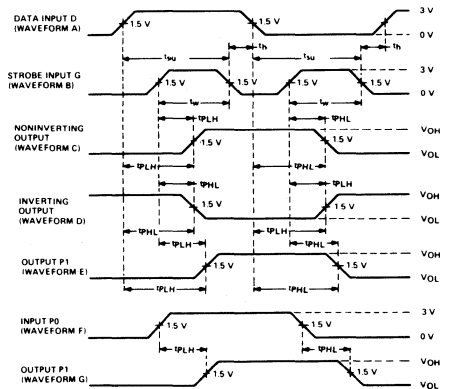 DATA INPUT D
(WAVEFORM A)
1.5 V
1.5 V
1.5 V
3 V
0 V
th
th
tsu
tsu
STROBE INPUT G
(WAVEFORM B)
1.5 V
1.5 V
1.5 V
1.5 V
3 V
0 V
tw
tw
tPLH
tPHL
NONINVERTING
OUTPUT
(WAVEFORM C)
1.5 V
1.5 V
VOH
VOL
tPLH
tPHL
tPHL
tPLH
INVERTING
OUTPUT
(WAVEFORM D)
1.5 V
1.5 V
VOH
VOL
tPHL
tPLH
tPLH
tPHL
OUTPUT P1
(WAVEFORM E)
1.5 V
1.5 V
VOH
VOL
tPLH
tPHL
INPUT P0
(WAVEFORM F)
1.5 V
1.5 V
3 V
0 V
tPLH
tPHL
OUTPUT P1
(WAVEFORM G)
1.5 V
1.5 V
VOH
VOL